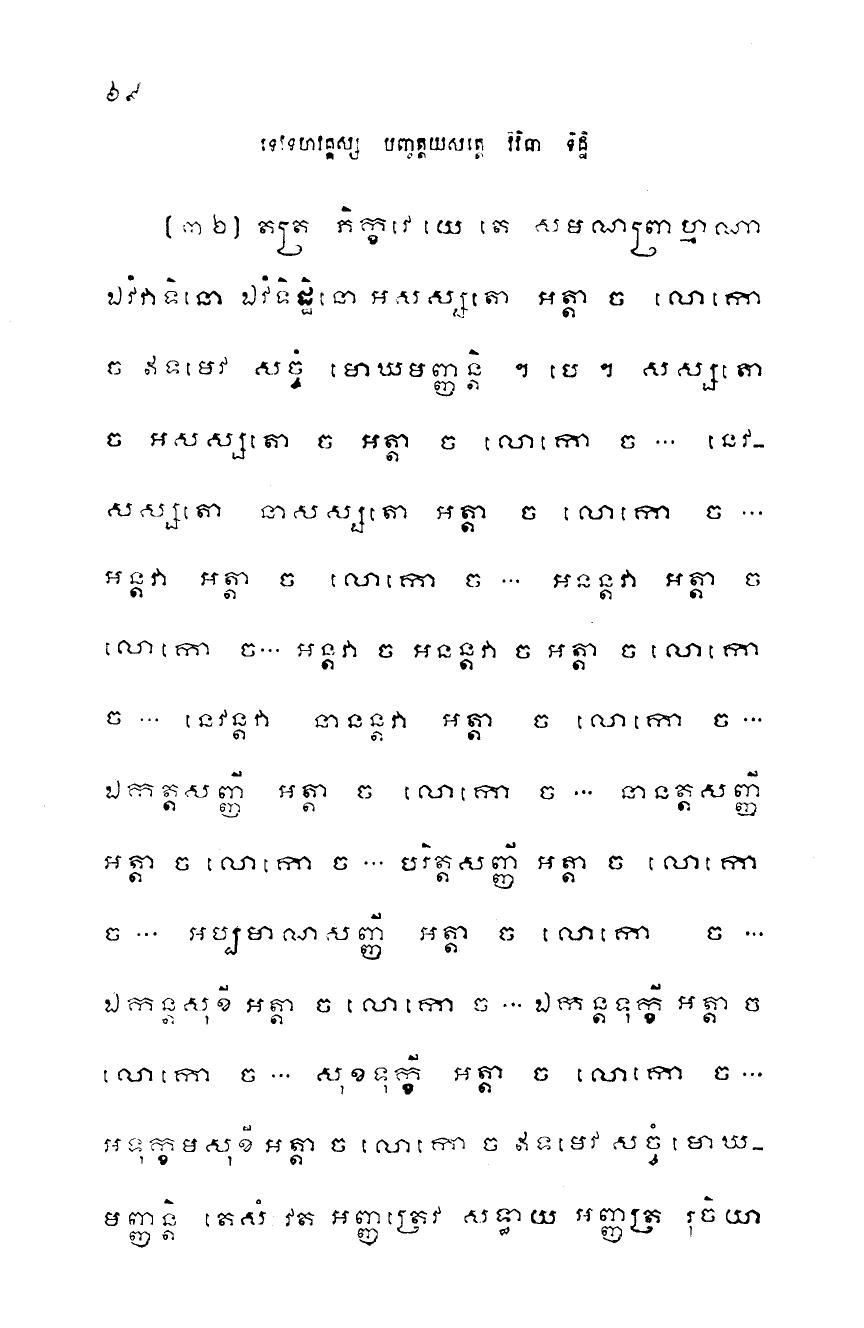 ៦៩
ទេវទហវគ្គស្ស បញ្ចត្តយសុត្តេ វិវិធា ទិដ្ឋិ
(៣៦) តត្រ ភិក្ខវេ យេ តេ សមណព្រាហ្មណា
ឯវំវាទិនោ ឯវំទិដ្ឋិនោ អសស្សតោ អត្តា ច លោកោ
ច ឥទមេវ សច្ចំ មោឃមញ្ញន្តិ ។ បេ ។ សស្សតោ
ច អសស្សតោ ច អត្តា ច លោកោ ច ... នេវ-
សស្សតោ នាសស្សតោ អត្តា ច លោកោ ច ...
អន្តវា អត្តា ច លោកោ ច ... អនន្តវា អត្តា ច
លោកោ ច... អន្តវា ច អនន្តវា ច អត្តា ច លោកោ
ច ... នេវន្តវា នានន្តវា អត្តា ច លោកោ ច ...
ឯកត្តសញ្ញី អត្តា ច លោកោ ច ... នានត្តសញ្ញី
អត្តា ច លោកោ ច ... បរិត្តសញ្ញី អត្តា ច លោកោ
ច ... អប្បមាណសញ្ញី អត្តា ច លោកោ ច ...
ឯកន្តសុខី អត្តា ច លោកោ ច ... ឯកន្តទុក្ខី អត្តា ច
លោកោ ច ... សុខទុក្ខី អត្តា ច លោកោ ច ...
អទុក្ខមសុខី អត្តា ច លោកោ ច ឥទមេវ សច្ចំ មោឃ-
មញ្ញន្តិ តេសំ វត អញ្ញត្រេវ សទ្ធាយ អញ្ញត្រ រុចិយា